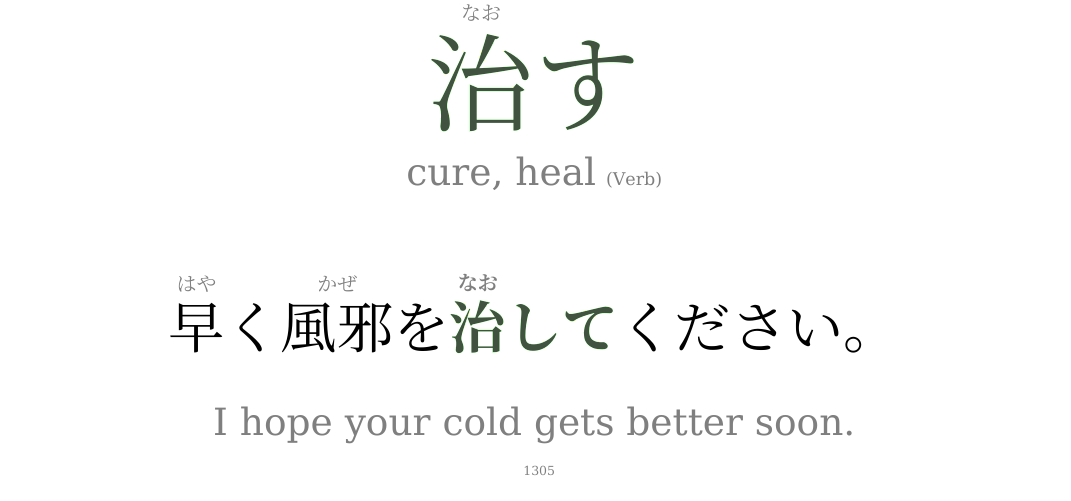 なお
治す
cure, heal (Verb)
はや かぜ なお
早く風邪を治してください。
I hope your cold gets better soon.
1305